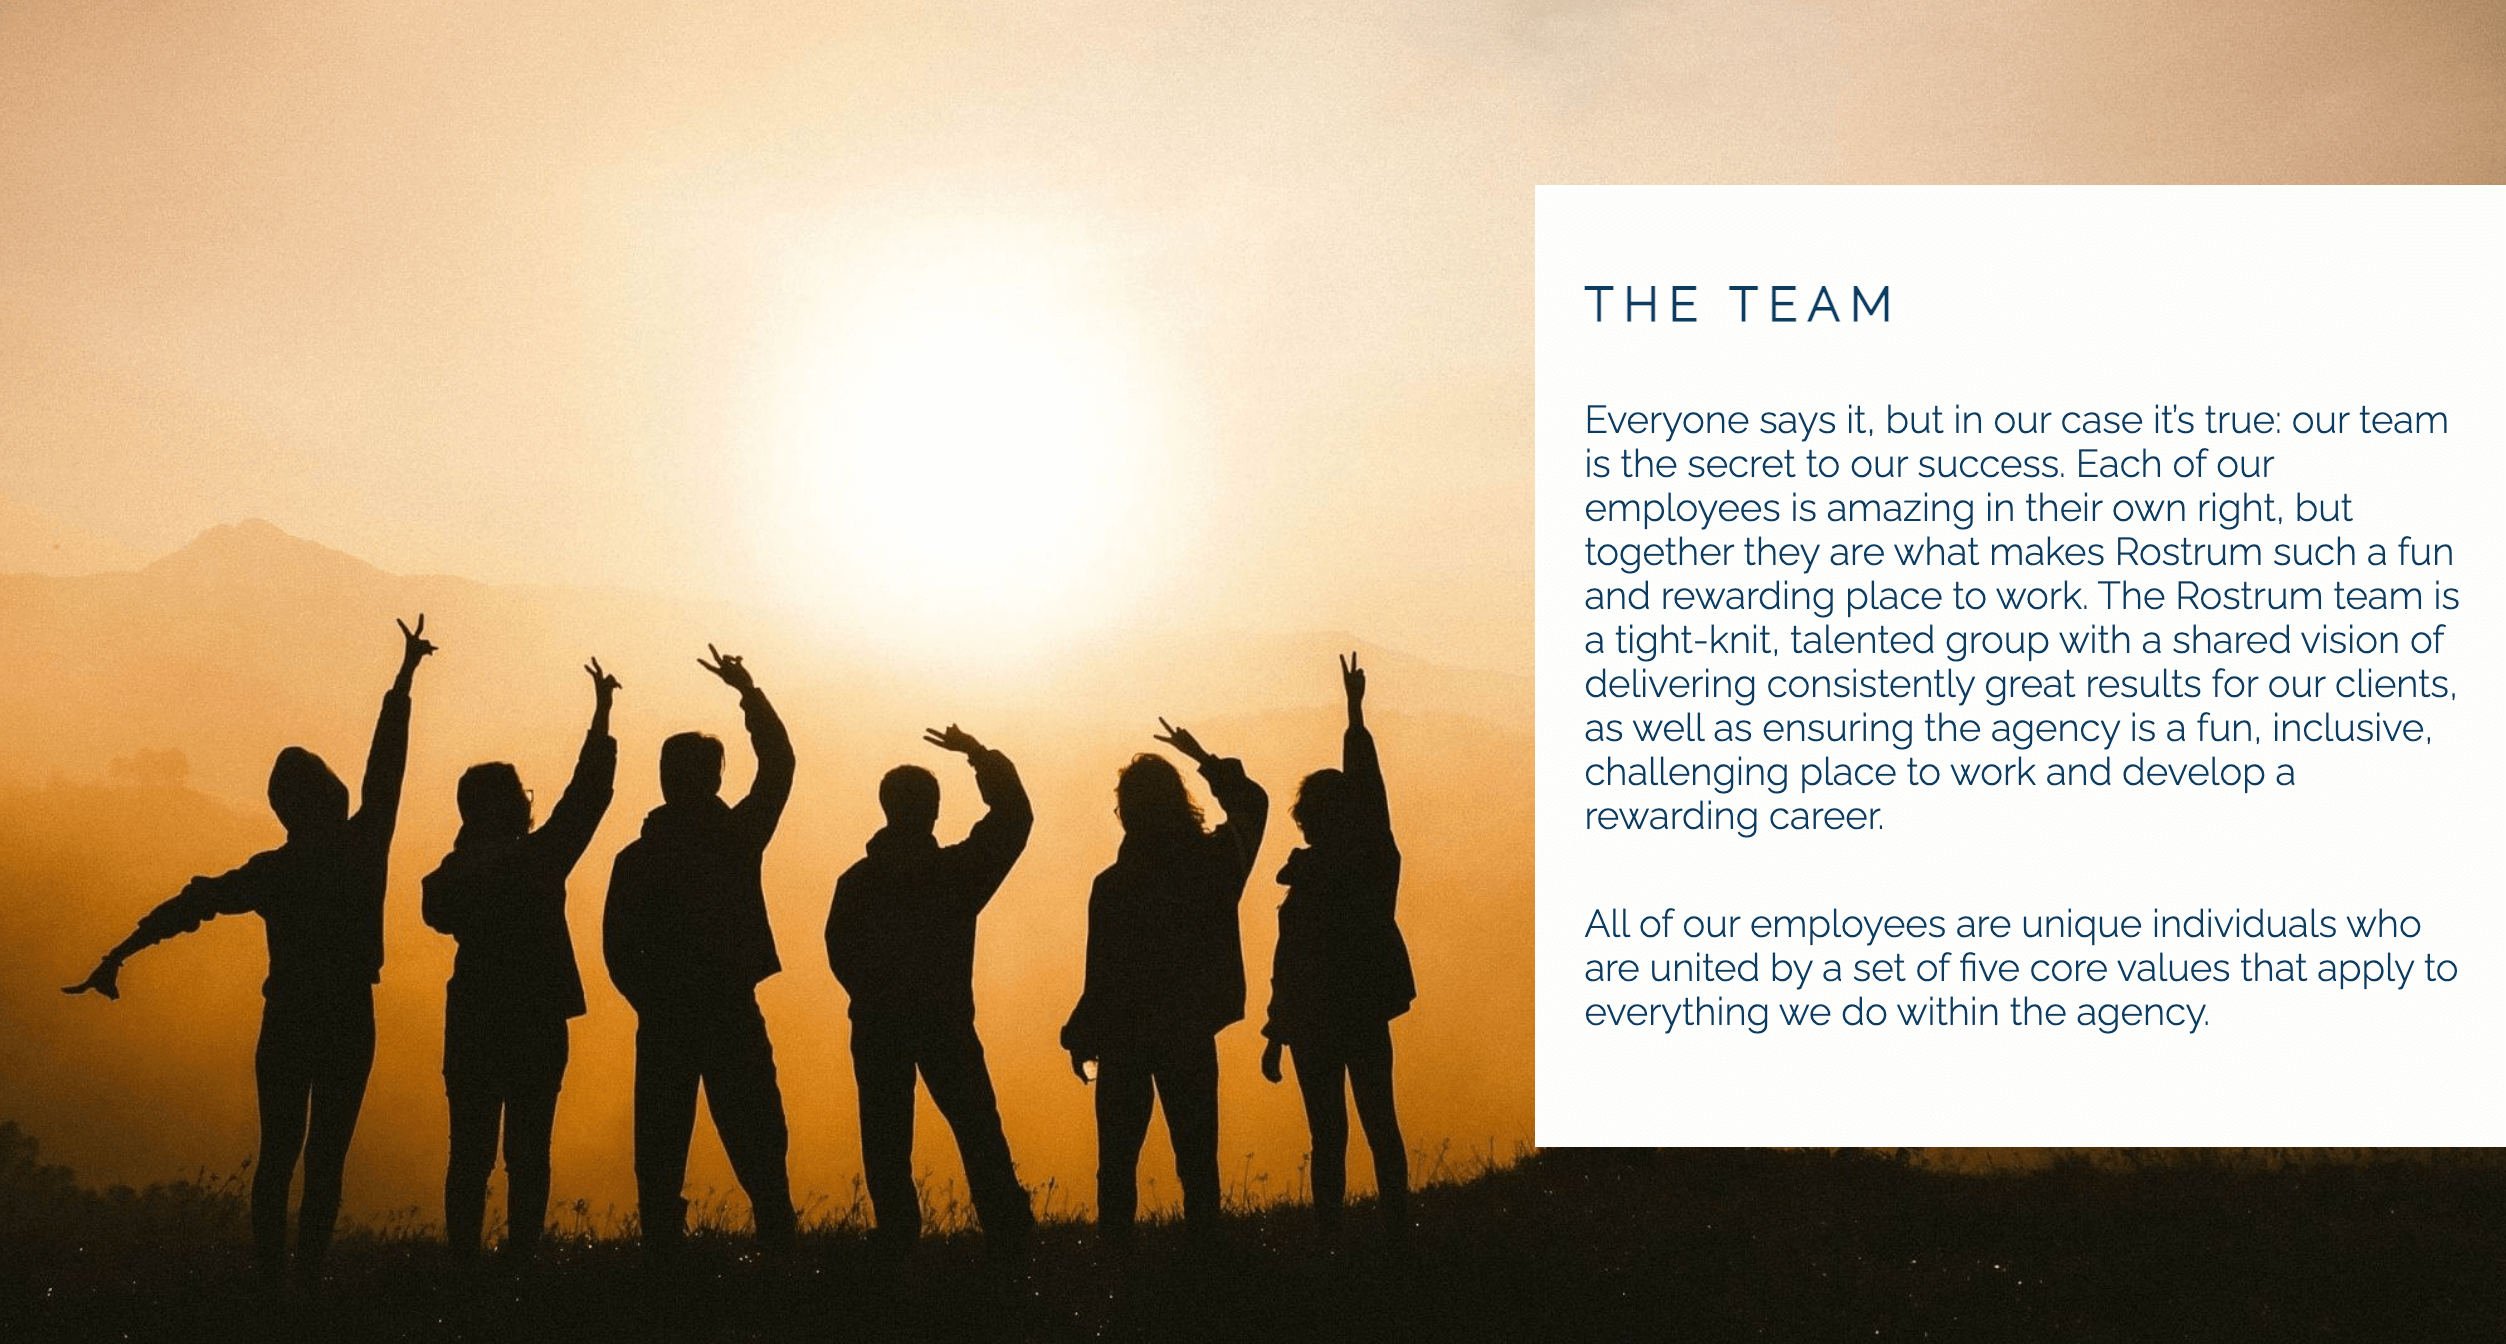 THE TEAM
Everyone says it, but in our case it’s true: our team
is the secret to our success. Each of our
employees is amazing in their own right, but
together they are what makes Rostrum such a fun
and rewarding place to work. The Rostrum team is
a tight-knit, talented group with a shared vision of
delivering consistently great results for our clients,
as well as ensuring the agency is a fun, inclusive,
challenging place to work and develop a
rewarding career.
All of our employees are unique individuals who
are united by a set of five core values that apply to
everything we do within the agency.